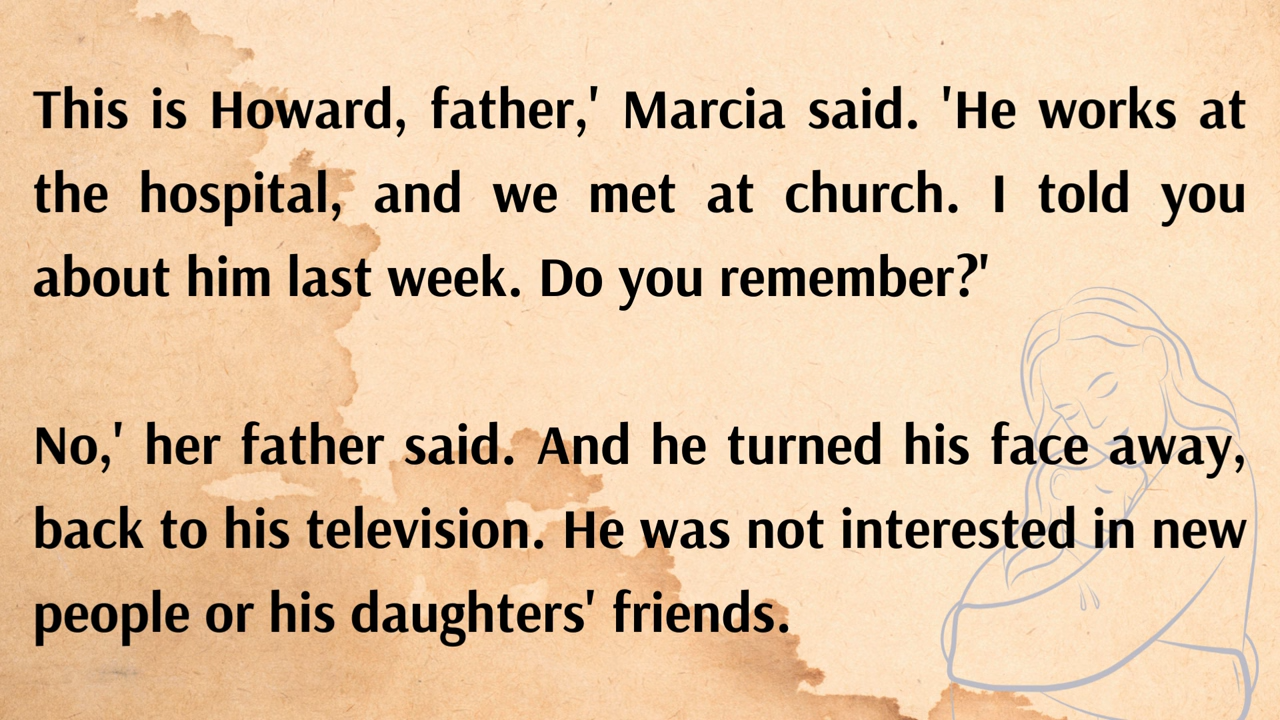 This is Howard, father,' Marcia said. 'He works at
the hospital, and we met at church. I told you
about him last week. Do you remember?'
No,' her father said. And he turned his face away,
back to his television. He was not interested in new
people or his daughters' friends.